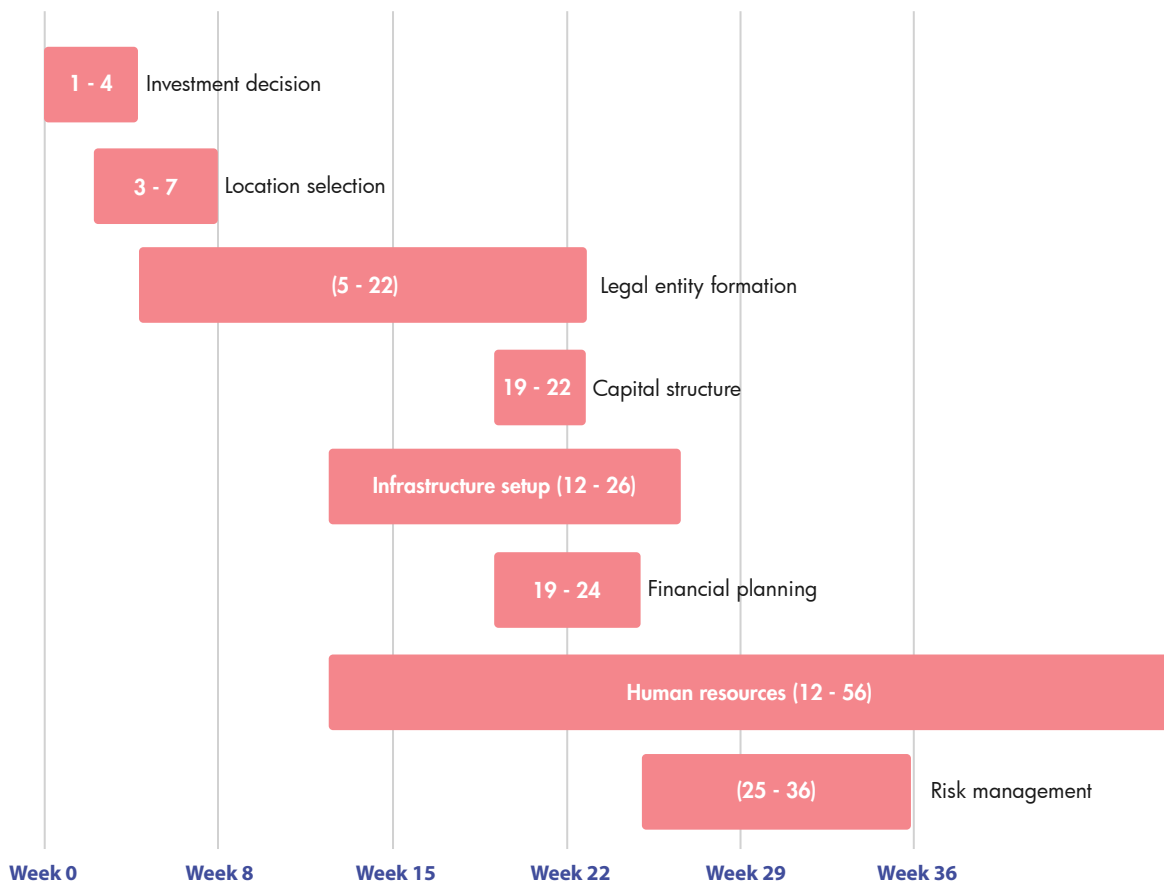 1 - 4 Investment decision
3 - 7 Location selection
(5 - 22) Legal entity formation
19 - 22 Capital structure
Infrastructure setup (12 - 26)
19 - 24 Financial planning
Human resources (12 - 56)
(25 - 36) Risk management
Week 0 Week 8 Week 15 Week 22 Week 29 Week 36